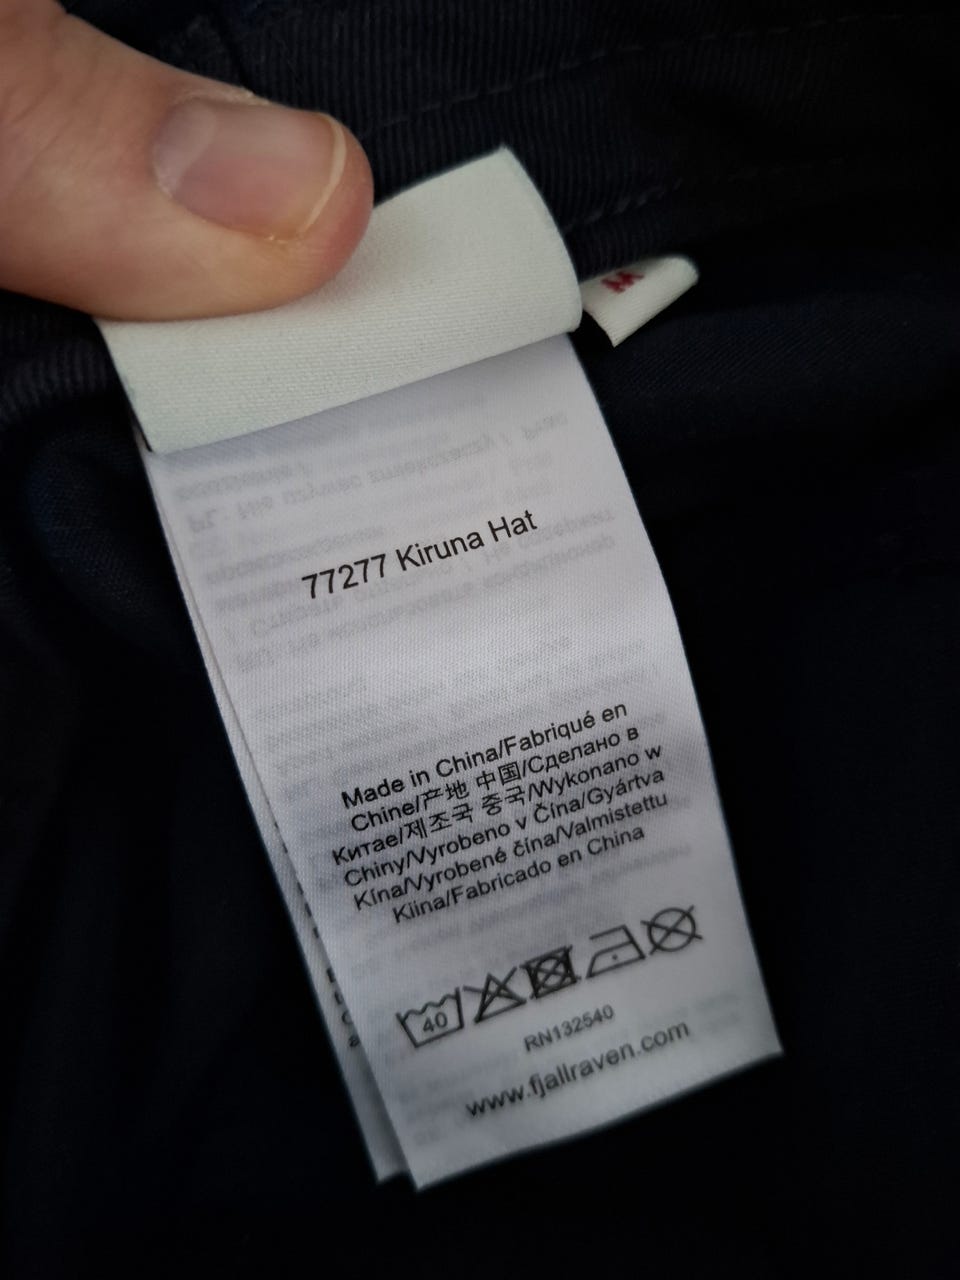 M
77277 Kiruna Hat
Made in China/Fabriqué en
Chine/产地 中国/Сделано в
Китае/제조국 중국/Wykonano w
Chiny/Vyrobeno v Čína/Gyártva
Kína/Vyrobené čína/Valmistettu
Kiina/Fabricado en China
40
RN132540
www.fjallraven.com